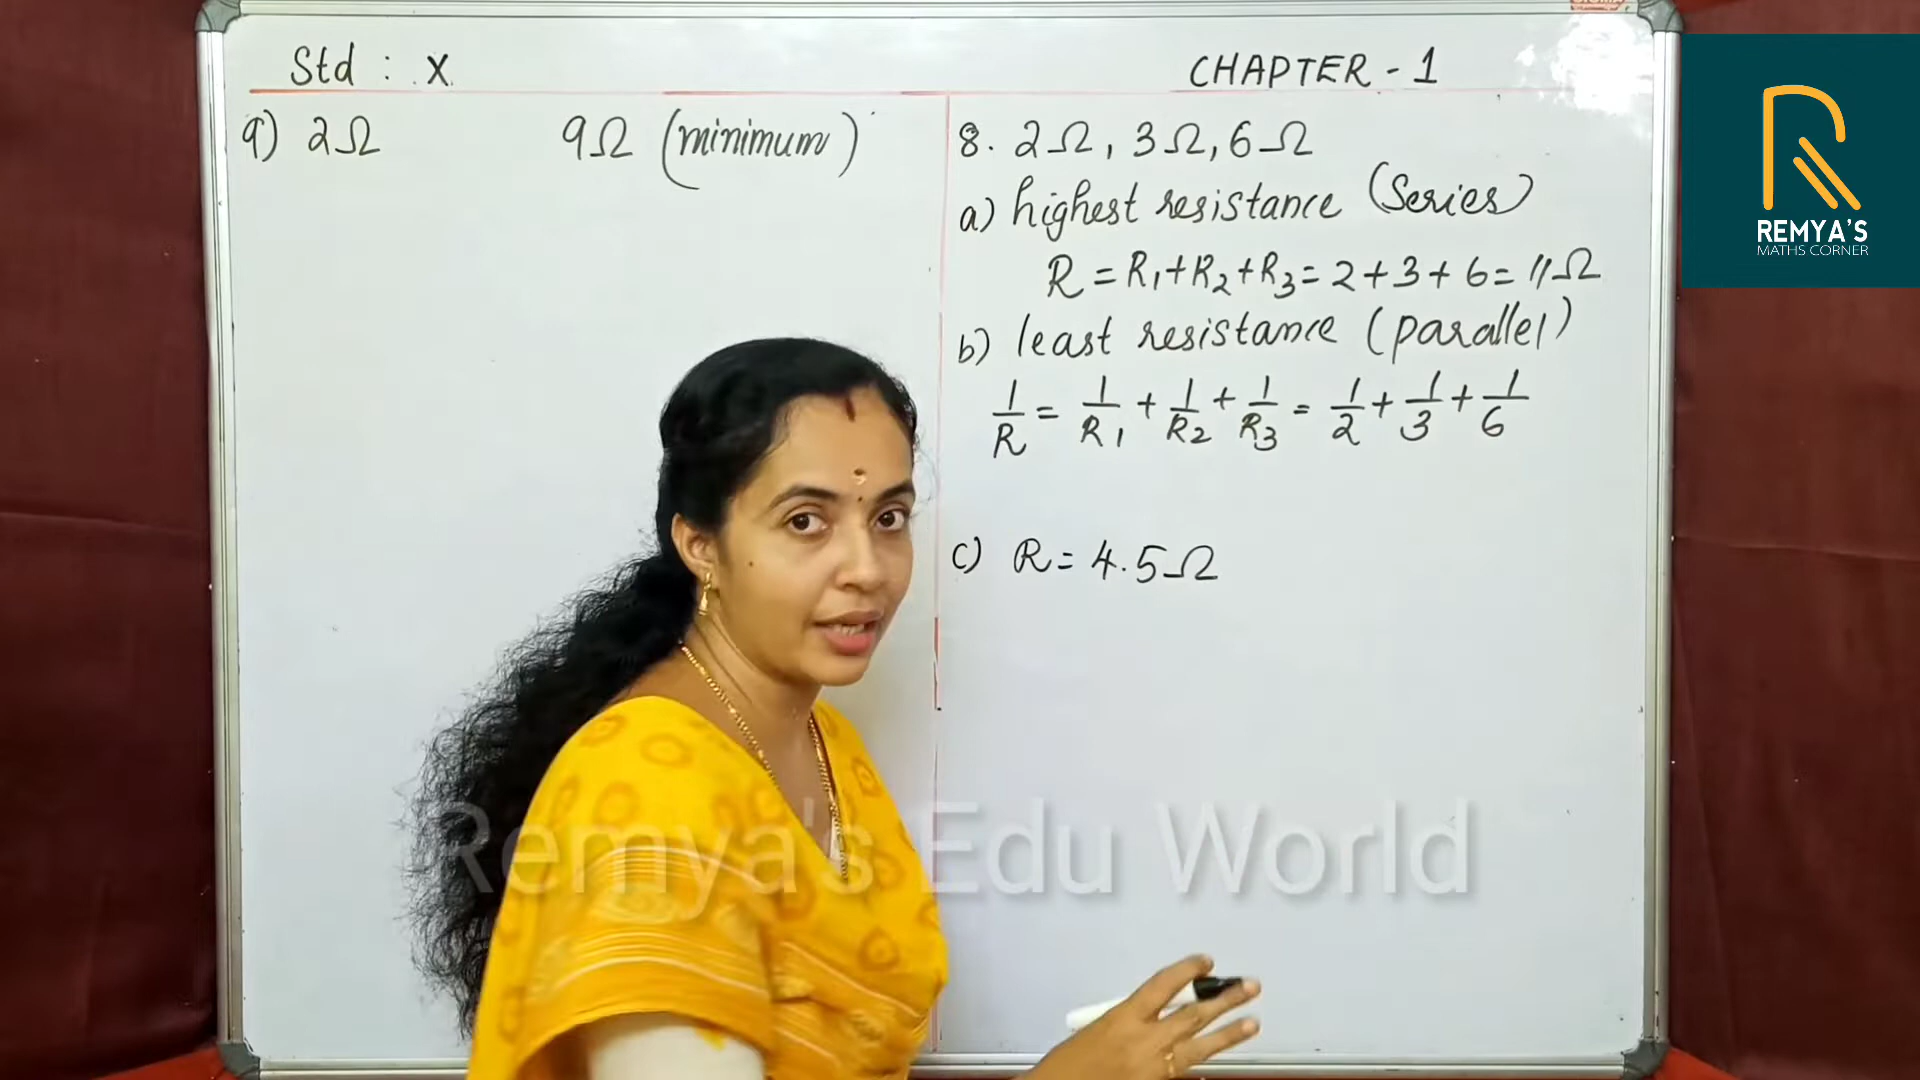 Std : X
CHAPTER - 1
9) 2Ω 9Ω (minimum)
8. 2Ω, 3Ω, 6Ω
a) highest resistance (Series)
R = R1+R2+R3 = 2+3+6 = 11Ω
b) least resistance (parallel)
1/R = 1/R1 + 1/R2 + 1/R3 = 1/2 + 1/3 + 1/6
c) R = 4.5Ω
REMYA'S
MATHS CORNER
Remya's Edu World